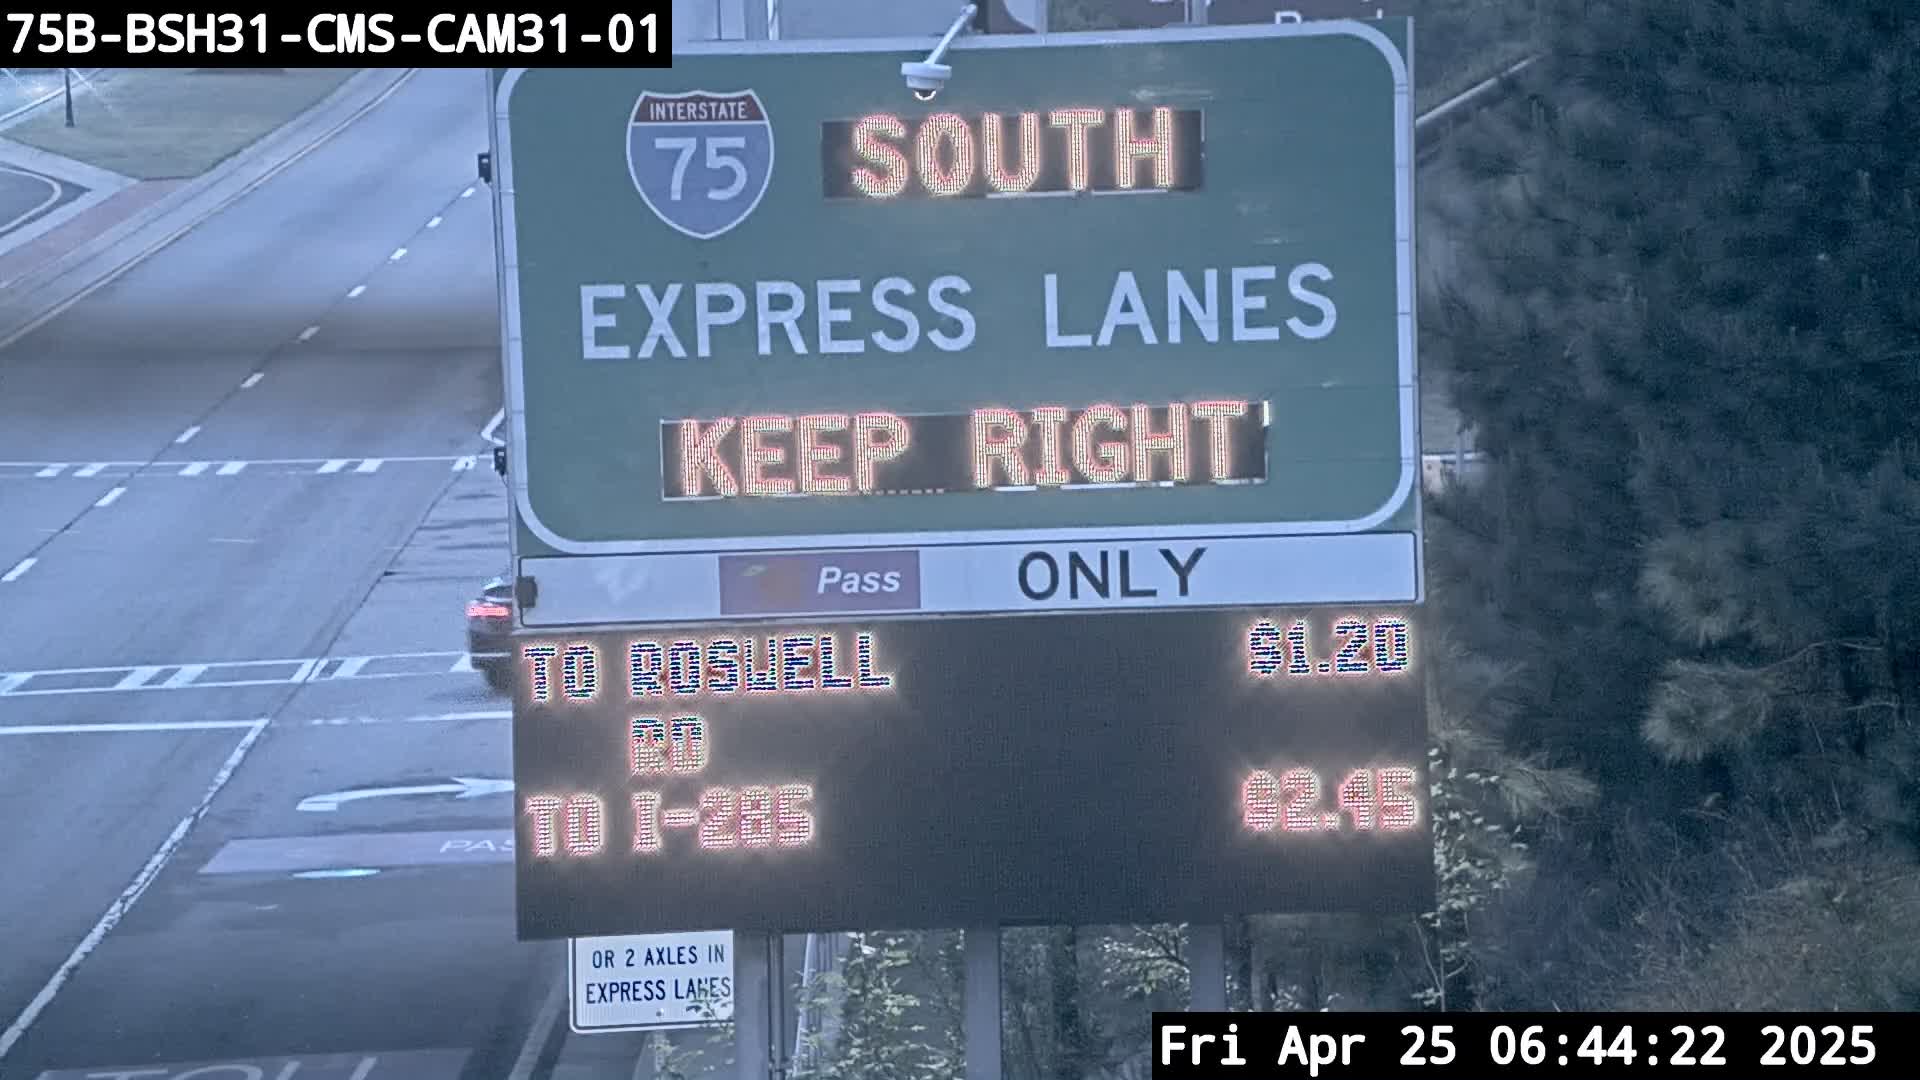 75B-BSH31-CMS-CAM31-01
INTERSTATE
75
SOUTH
EXPRESS LANES
KEEP RIGHT
Pass ONLY
TO ROSWELL $1.20
RD
TO I-285 $2.45
OR 2 AXLES IN
EXPRESS LANES
Fri Apr 25 06:44:22 2025